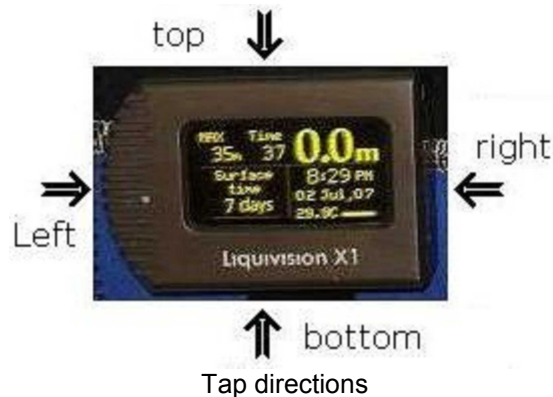 top
MAX Time 0.0m
35m 37
right
Surface time 7 days
8:29 PM
02 Jul,07
29.9C
Left
Liquivision X1
bottom
Tap directions